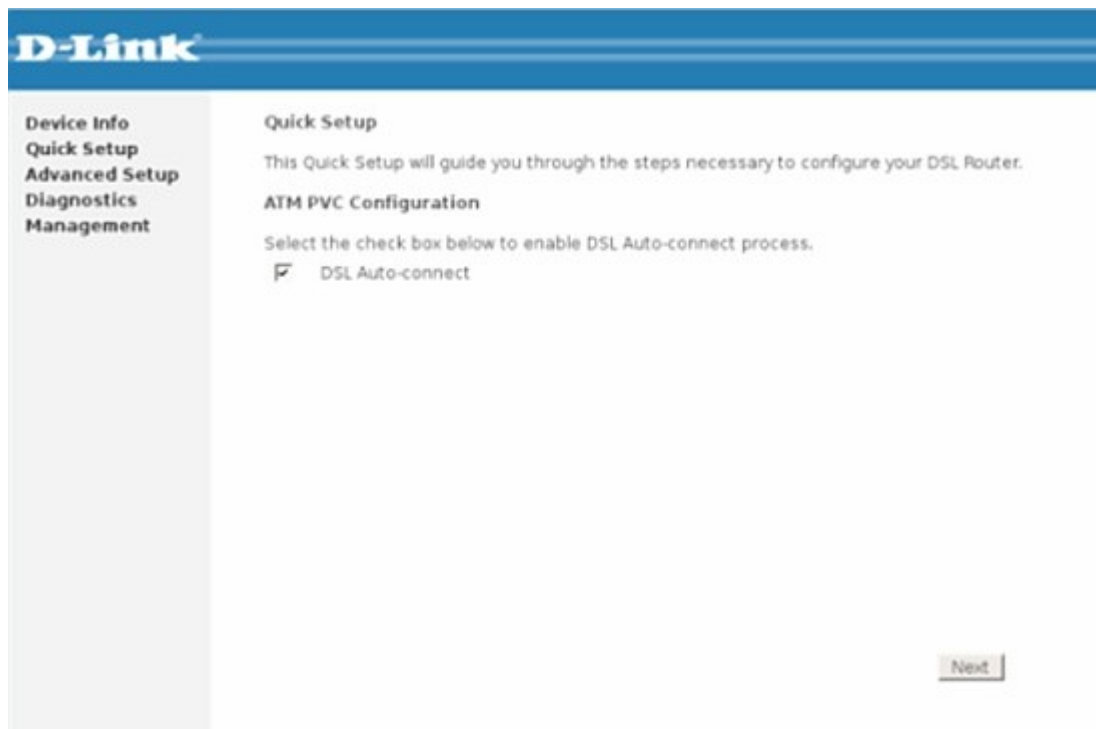 D-Link
Device Info
Quick Setup
Advanced Setup
Diagnostics
Management
Quick Setup
This Quick Setup will guide you through the steps necessary to configure your DSL Router.
ATM PVC Configuration
Select the check box below to enable DSL Auto-connect process.
DSL Auto-connect
Next